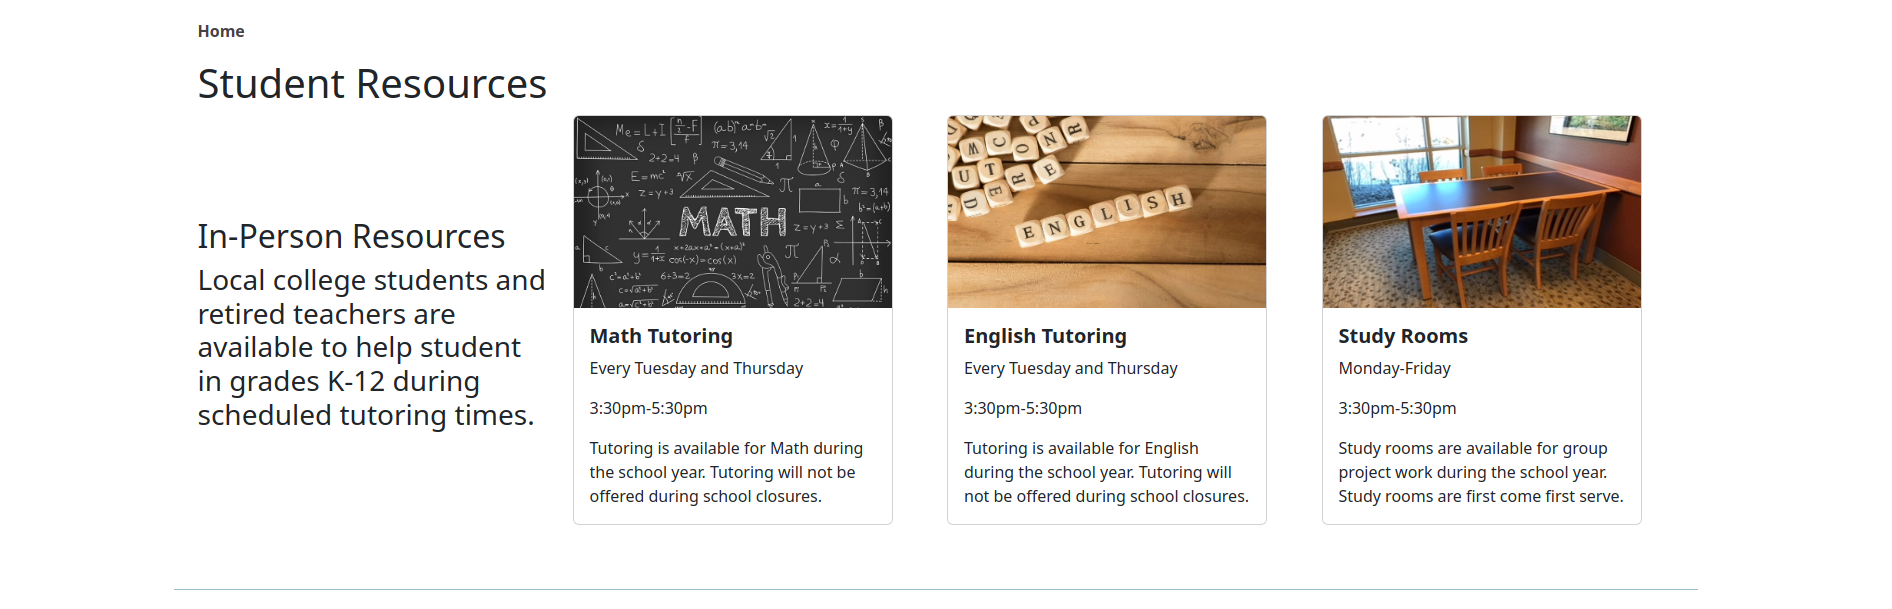 Home
Student Resources
In-Person Resources
Local college students and
retired teachers are
available to help student
in grades K-12 during
scheduled tutoring times.
MATH
Math Tutoring
Every Tuesday and Thursday
3:30pm-5:30pm
Tutoring is available for Math during
the school year. Tutoring will not be
offered during school closures.
ENGLISH
English Tutoring
Every Tuesday and Thursday
3:30pm-5:30pm
Tutoring is available for English
during the school year. Tutoring will
not be offered during school closures.
Study Rooms
Monday-Friday
3:30pm-5:30pm
Study rooms are available for group
project work during the school year.
Study rooms are first come first serve.